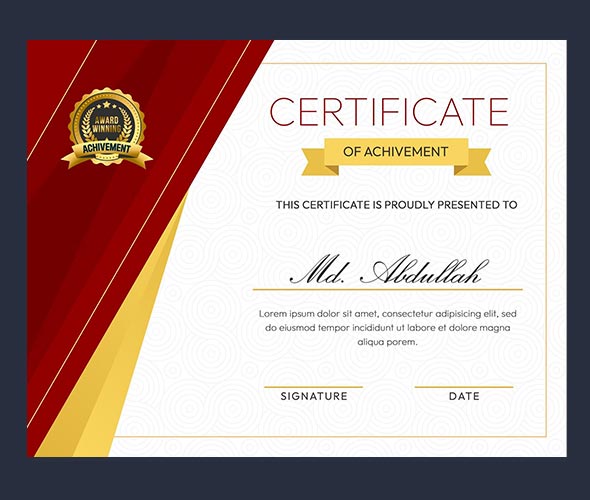 AWARD
WINNING
ACHIVEMENT
CERTIFICATE
OF ACHIVEMENT
THIS CERTIFICATE IS PROUDLY PRESENTED TO
Md. Abdullah
Lorem ipsum dolor sit amet, consectetur adipisicing elit, sed
do eiusmod tempor incididunt ut labore et dolore magna
aliqua porem.
SIGNATURE DATE